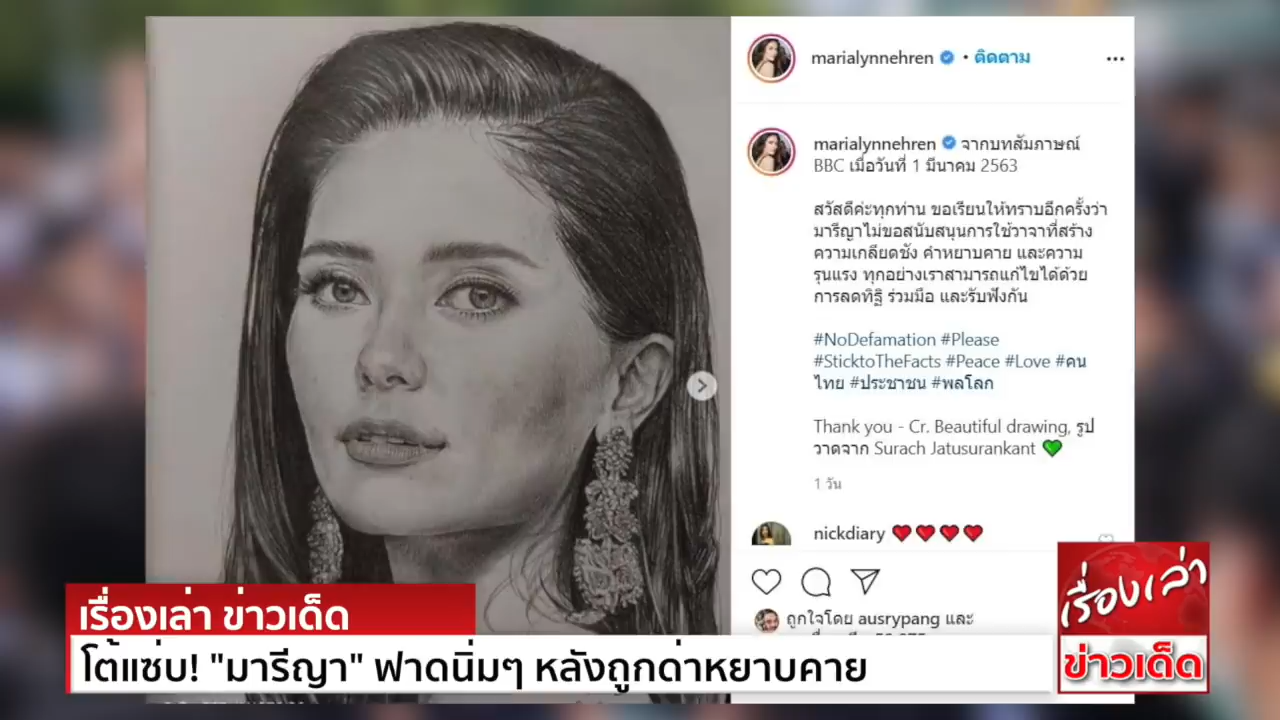 marialynnehren • ติดตาม
marialynnehren จากบทสัมภาษณ์
BBC เมื่อวันที่ 1 มีนาคม 2563
สวัสดีค่ะทุกท่าน ขอเรียนให้ทราบอีกครั้งว่า
มารีญาไม่ขอสนับสนุนการใช้วาจาที่สร้าง
ความเกลียดชัง คำหยาบคาย และความ
รุนแรง ทุกอย่างเราสามารถแก้ไขได้ด้วย
การลดทิฐิ ร่วมมือ และรับฟังกัน
#NoDefamation #Please
#SticktoTheFacts #Peace #Love #คน
ไทย #ประชาชน #พลโลก
Thank you - Cr. Beautiful drawing, รูป
วาดจาก Surach Jatusurankant 💚
1 วัน
nickdiary ❤️❤️❤️❤️
ถูกใจโดย ausrypang และ
เรื่องเล่า ข่าวเด็ด
โต้แซ่บ! "มารีญา" ฟาดนิ่มๆ หลังถูกด่าหยาบคาย
เรื่องเล่า
ข่าวเด็ด